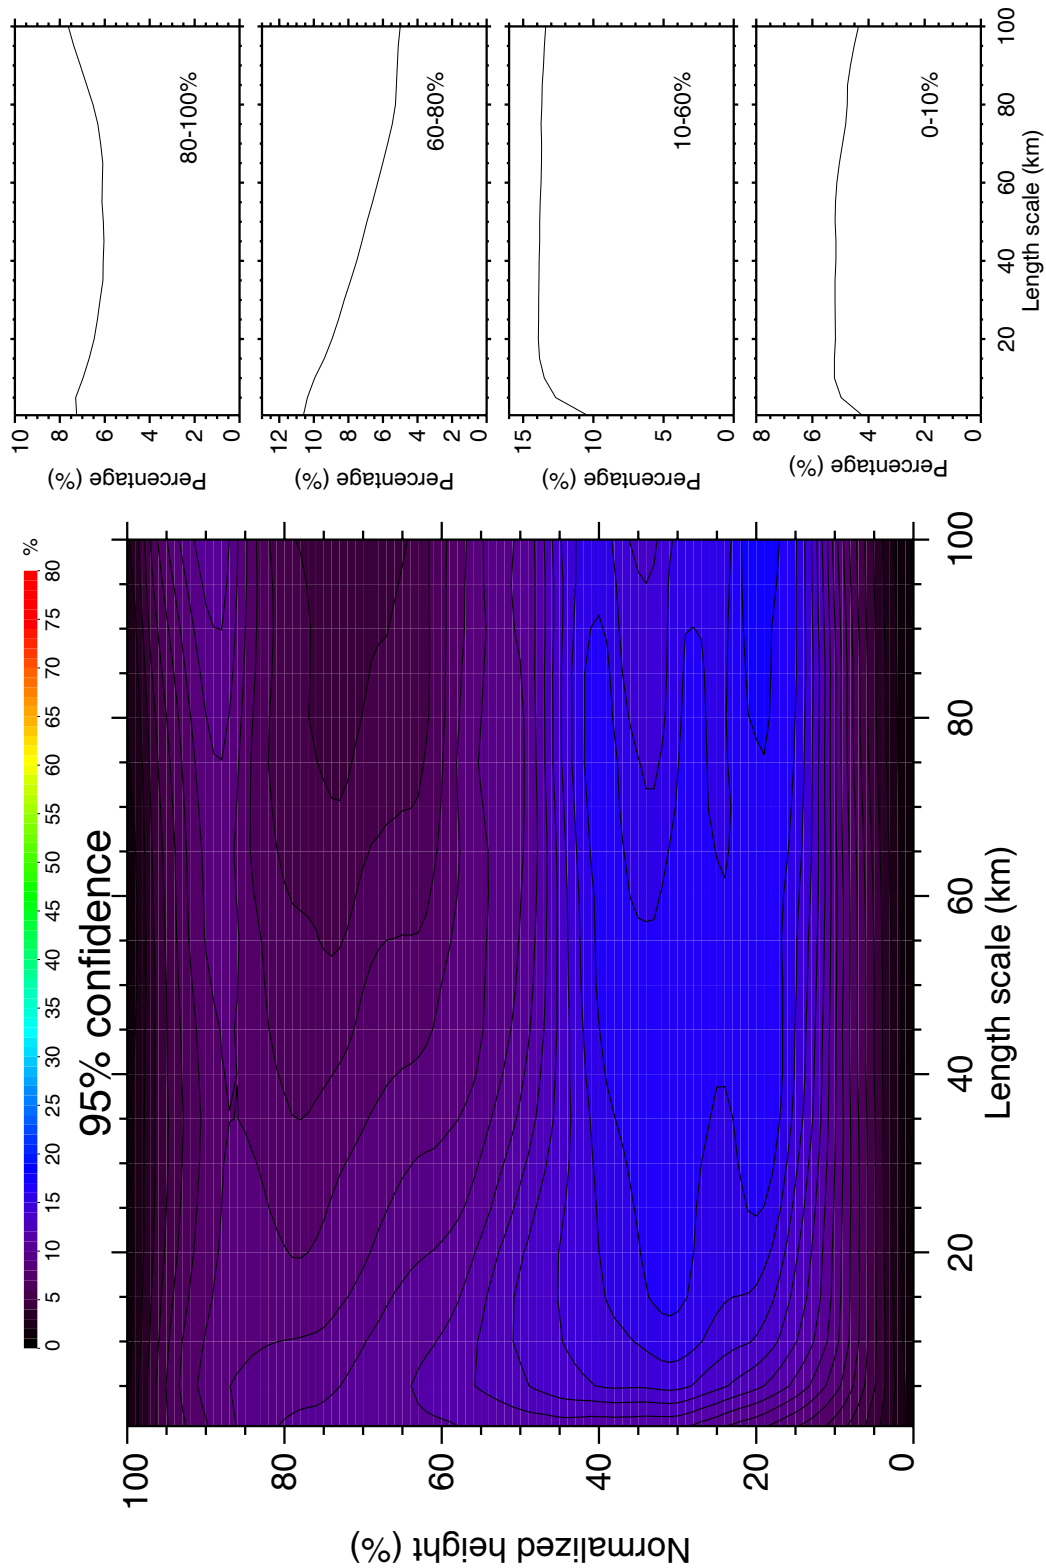 95% confidence
0 5 10 15 20 25 30 35 40 45 50 55 60 65 70 75 80 %
Normalized height (%)
100
80
60
40
20
0
20 40 60 80 100
Length scale (km)
Percentage (%)
10
8
6
4
2
0
80-100%
Percentage (%)
12
10
8
6
4
2
0
60-80%
Percentage (%)
15
10
5
0
10-60%
Percentage (%)
8
6
4
2
0
0-10%
20 40 60 80 100
Length scale (km)